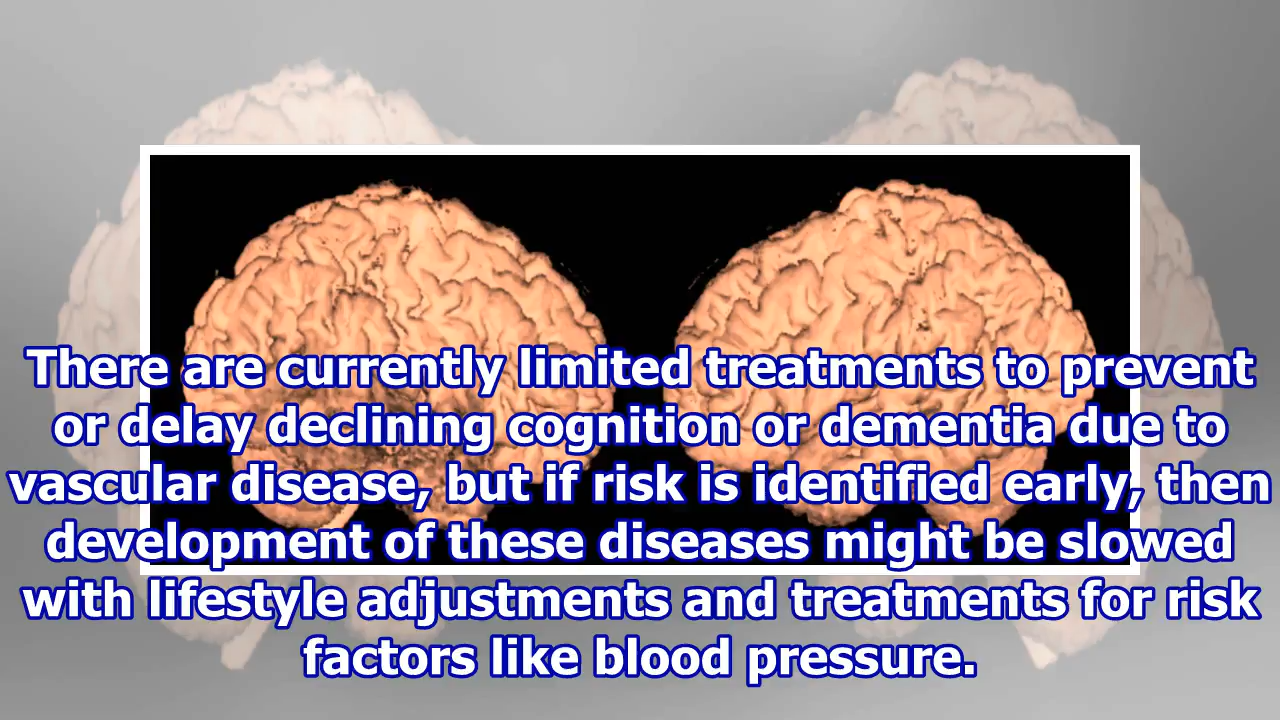 There are currently limited treatments to prevent
or delay declining cognition or dementia due to
vascular disease, but if risk is identified early, then
development of these diseases might be slowed
with lifestyle adjustments and treatments for risk
factors like blood pressure.